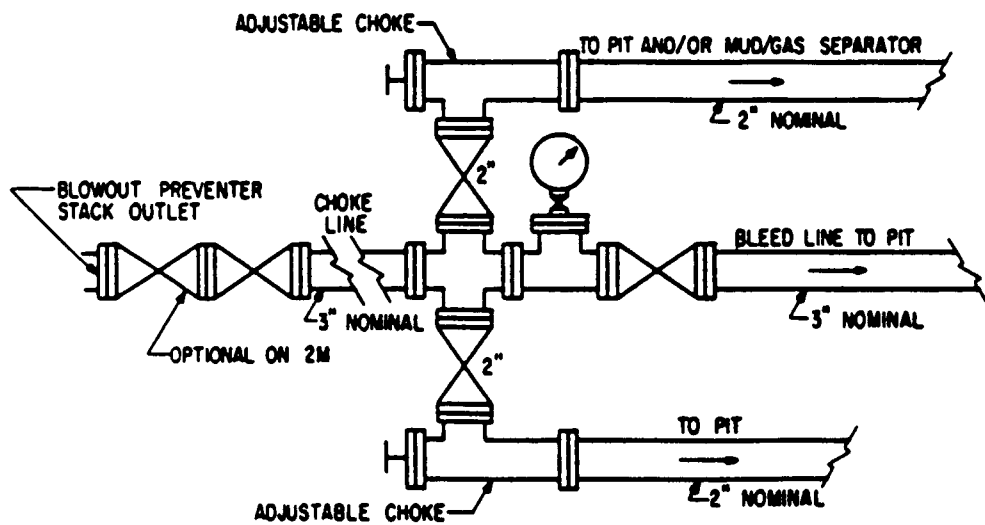 ADJUSTABLE CHOKE
TO PIT AND/OR MUD/GAS SEPARATOR
2" NOMINAL
2"
BLOWOUT PREVENTER
STACK OUTLET
CHOKE
LINE
BLEED LINE TO PIT
3" NOMINAL
3" NOMINAL
OPTIONAL ON 2M
2"
TO PIT
2" NOMINAL
ADJUSTABLE CHOKE